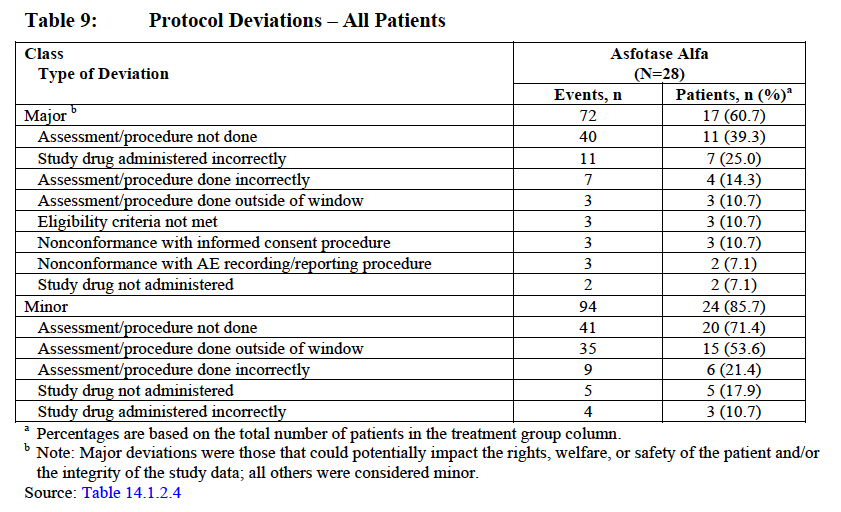 Table 9: Protocol Deviations – All Patients
Class
Type of Deviation
Asfotase Alfa
(N=28)
Events, n Patients, n (%)a
Major b 72 17 (60.7)
Assessment/procedure not done 40 11 (39.3)
Study drug administered incorrectly 11 7 (25.0)
Assessment/procedure done incorrectly 7 4 (14.3)
Assessment/procedure done outside of window 3 3 (10.7)
Eligibility criteria not met 3 3 (10.7)
Nonconformance with informed consent procedure 3 3 (10.7)
Nonconformance with AE recording/reporting procedure 3 2 (7.1)
Study drug not administered 2 2 (7.1)
Minor 94 24 (85.7)
Assessment/procedure not done 41 20 (71.4)
Assessment/procedure done outside of window 35 15 (53.6)
Assessment/procedure done incorrectly 9 6 (21.4)
Study drug not administered 5 5 (17.9)
Study drug administered incorrectly 4 3 (10.7)
a Percentages are based on the total number of patients in the treatment group column.
b Note: Major deviations were those that could potentially impact the rights, welfare, or safety of the patient and/or
the integrity of the study data; all others were considered minor.
Source: Table 14.1.2.4